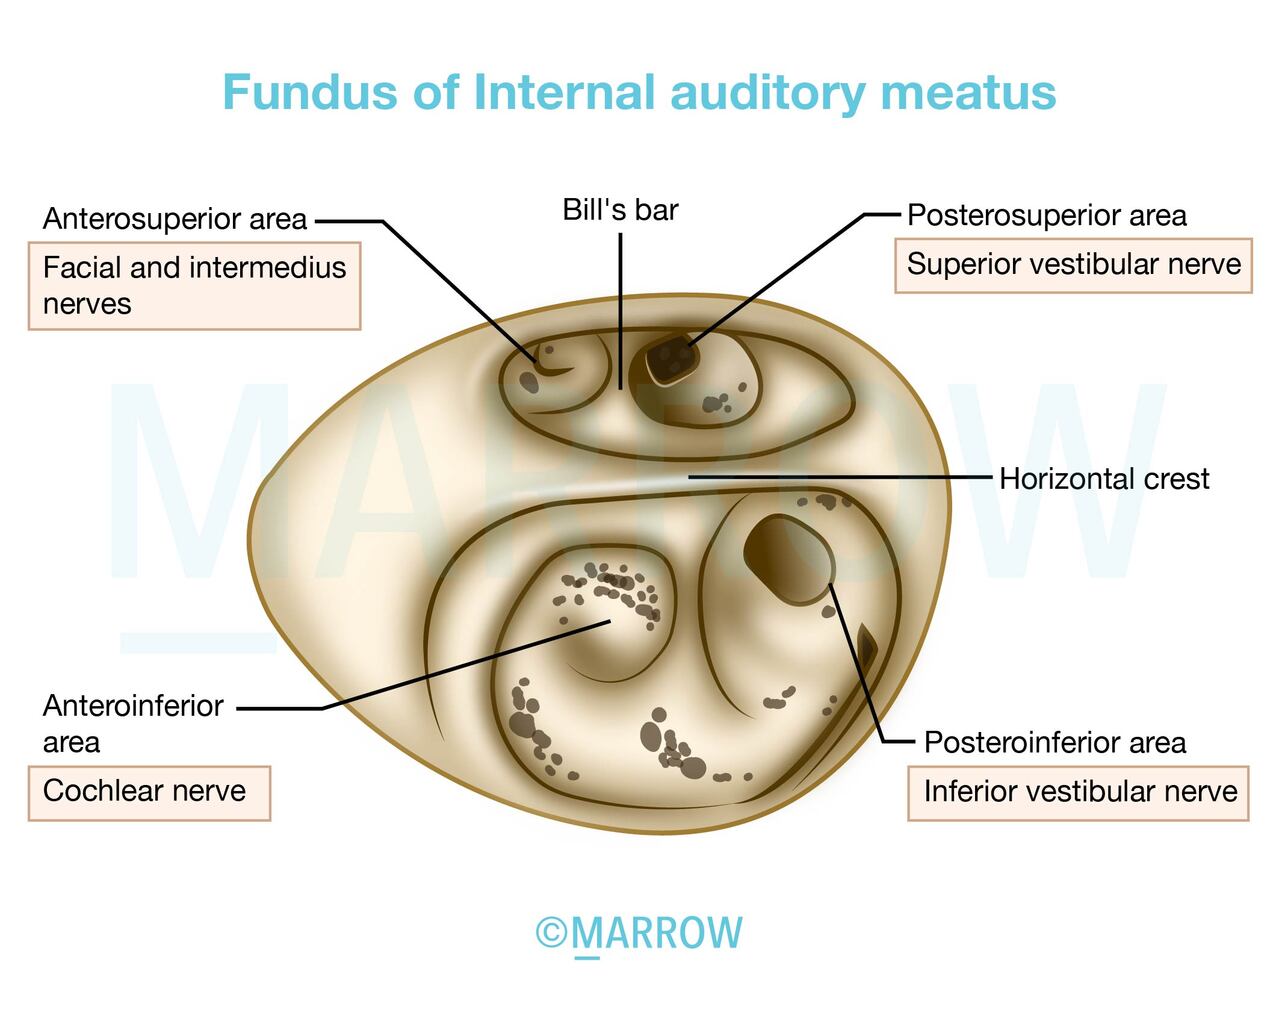 Fundus of Internal auditory meatus
Anterosuperior area
Facial and intermedius
nerves
Bill's bar
Posterosuperior area
Superior vestibular nerve
Horizontal crest
Anteroinferior
area
Cochlear nerve
Posteroinferior area
Inferior vestibular nerve
MARROW
©MARROW